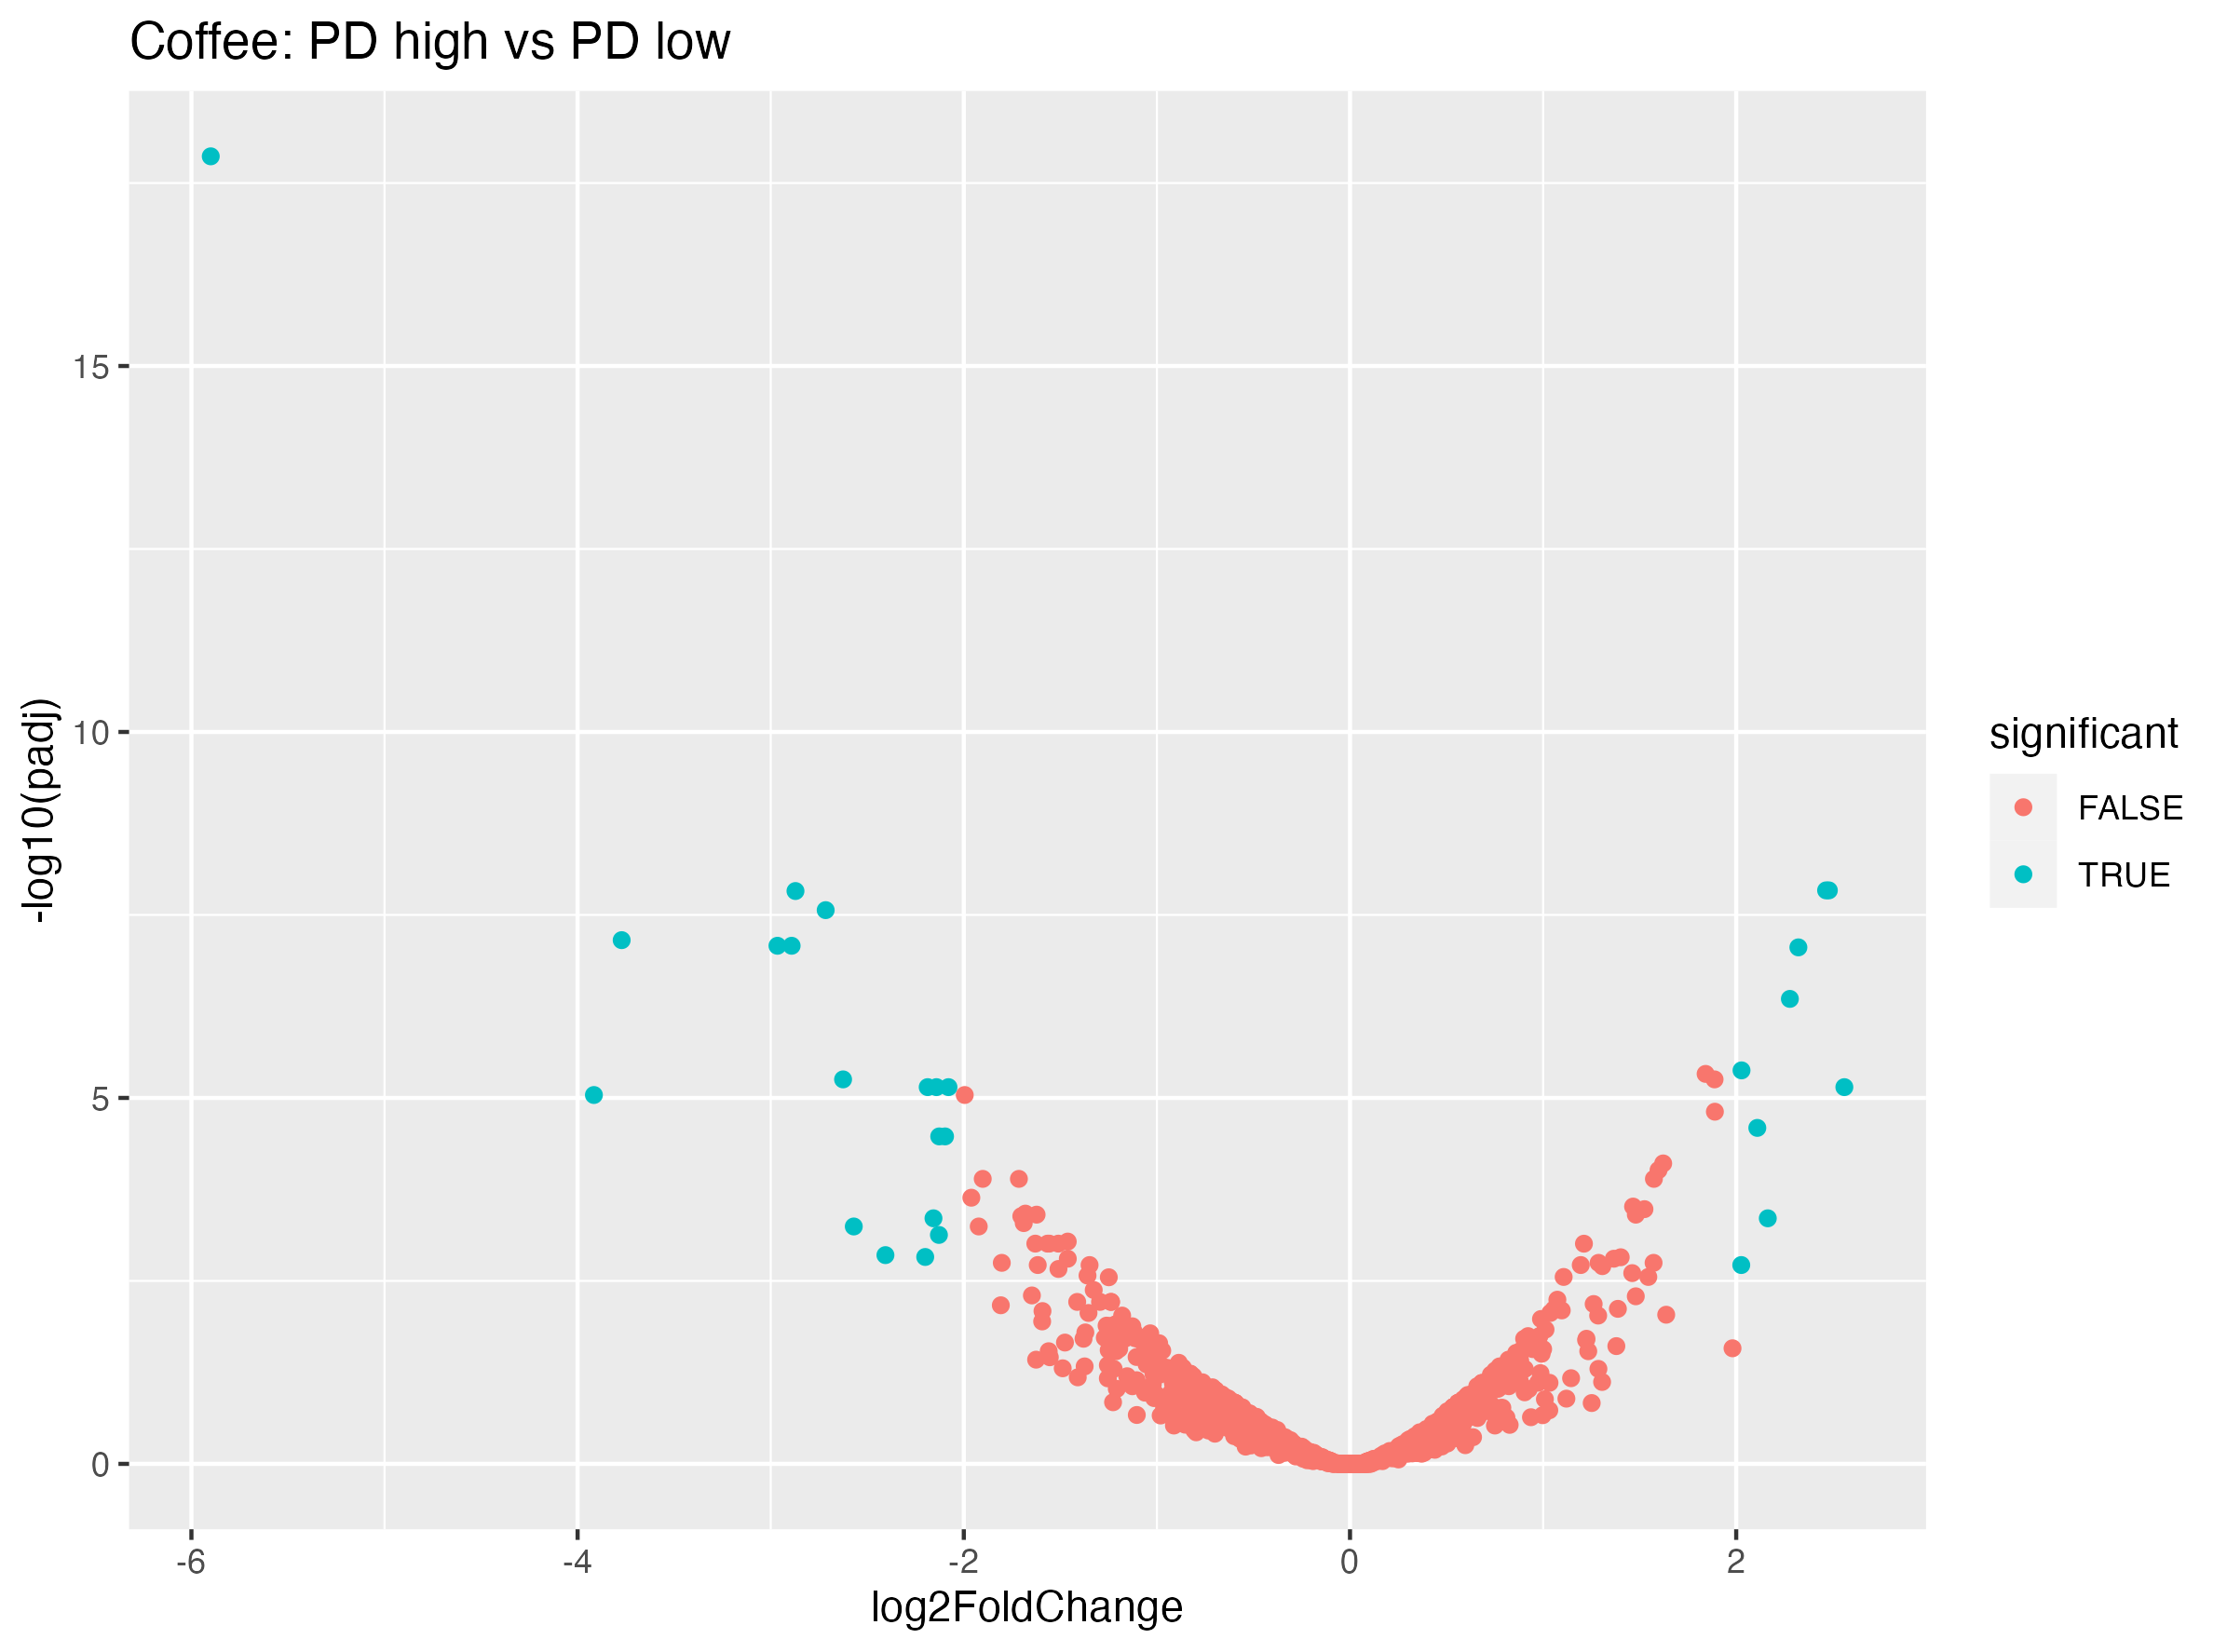 Coffee: PD high vs PD low
-log10(padj)
15
10
5
0
-6
-4
-2
0
2
log2FoldChange
significant
FALSE
TRUE